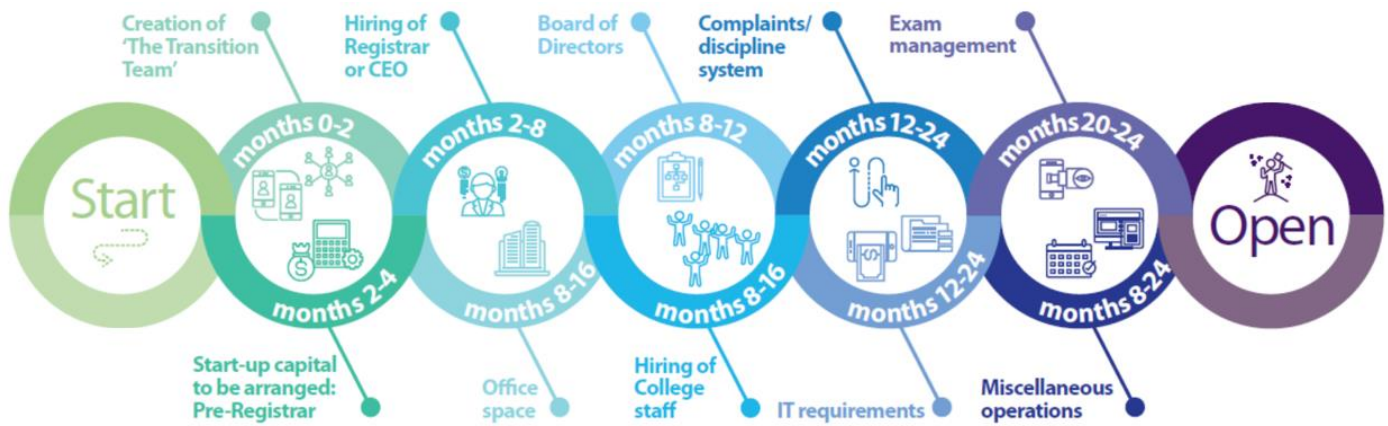 Creation of
‘The Transition
Team’
Hiring of
Registrar
or CEO
Board of
Directors
Complaints/
discipline
system
Exam
management
months 0-2
months 2-8
months 8-12
months 12-24
months 20-24
Start
Open
months 2-4
months 8-16
months 8-16
months 12-24
months 8-24
Start-up capital
to be arranged:
Pre-Registrar
Office
space
Hiring of
College
staff
IT requirements
Miscellaneous
operations